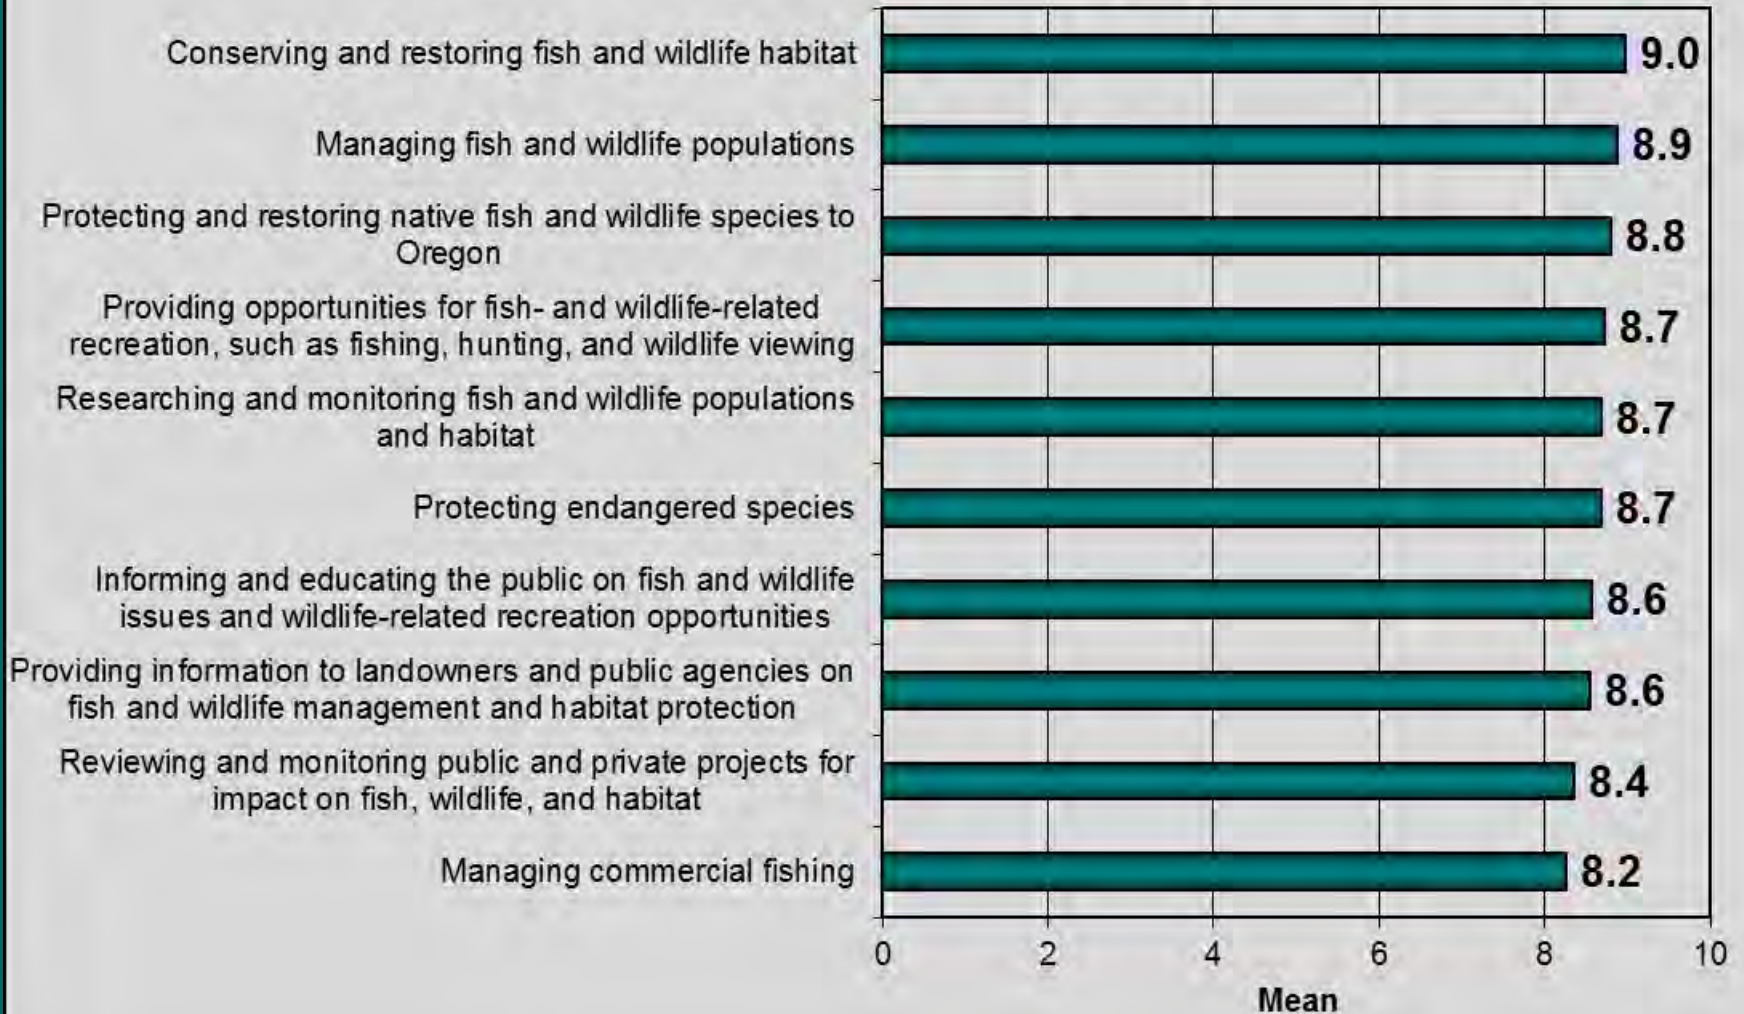 Conserving and restoring fish and wildlife habitat
9.0
Managing fish and wildlife populations
8.9
Protecting and restoring native fish and wildlife species to
Oregon
8.8
Providing opportunities for fish- and wildlife-related
recreation, such as fishing, hunting, and wildlife viewing
8.7
Researching and monitoring fish and wildlife populations
and habitat
8.7
Protecting endangered species
8.7
Informing and educating the public on fish and wildlife
issues and wildlife-related recreation opportunities
8.6
Providing information to landowners and public agencies on
fish and wildlife management and habitat protection
8.6
Reviewing and monitoring public and private projects for
impact on fish, wildlife, and habitat
8.4
Managing commercial fishing
8.2
0 2 4 6 8 10
Mean